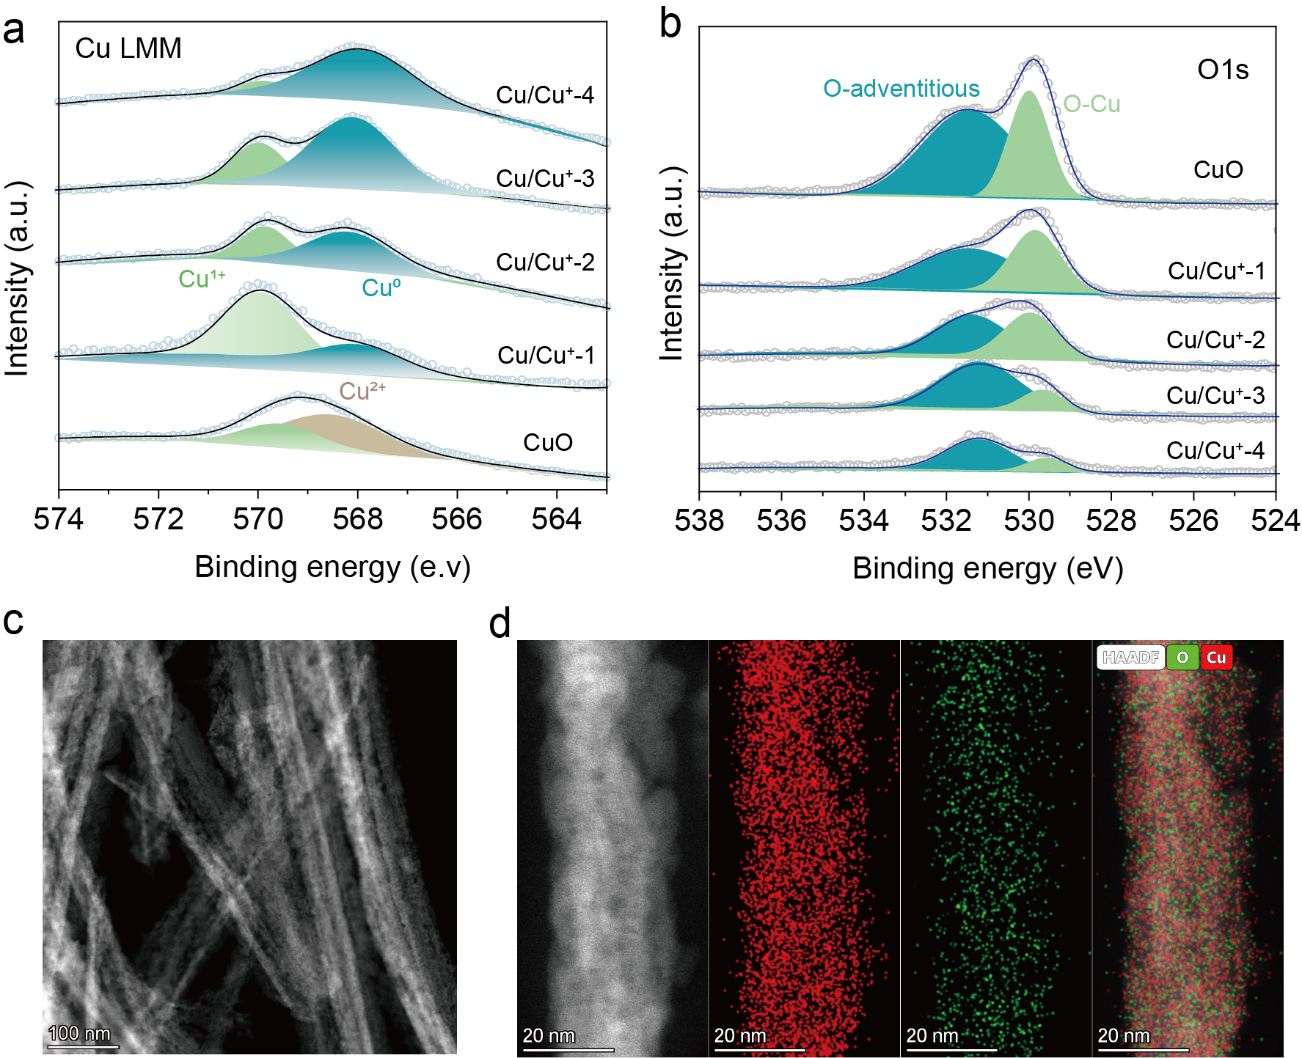 a
Cu LMM
Cu/Cu⁺-4
Cu/Cu⁺-3
Cu/Cu⁺-2
Cu¹⁺
Cu⁰
Cu/Cu⁺-1
Cu²⁺
CuO
Intensity (a.u.)
574 572 570 568 566 564
Binding energy (e.v)
b
O1s
O-adventitious
O-Cu
CuO
Cu/Cu⁺-1
Cu/Cu⁺-2
Cu/Cu⁺-3
Cu/Cu⁺-4
Intensity (a.u.)
538 536 534 532 530 528 526 524
Binding energy (eV)
c
100 nm
d
HAADF O Cu
20 nm
20 nm
20 nm
20 nm